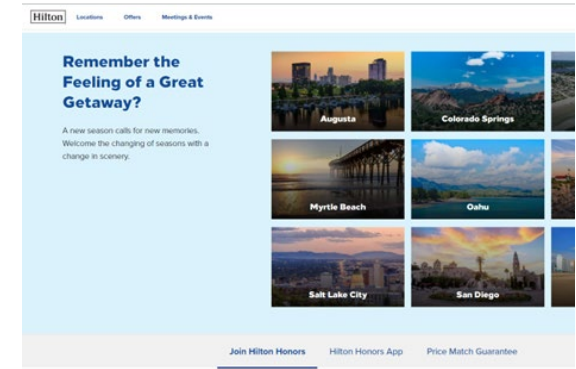 Hilton Locations Offers Meetings & Events
Remember the
Feeling of a Great
Getaway?
A new season calls for new memories.
Welcome the changing of seasons with a
change in scenery.
Augusta
Colorado Springs
Myrtle Beach
Oahu
Salt Lake City
San Diego
Join Hilton Honors Hilton Honors App Price Match Guarantee